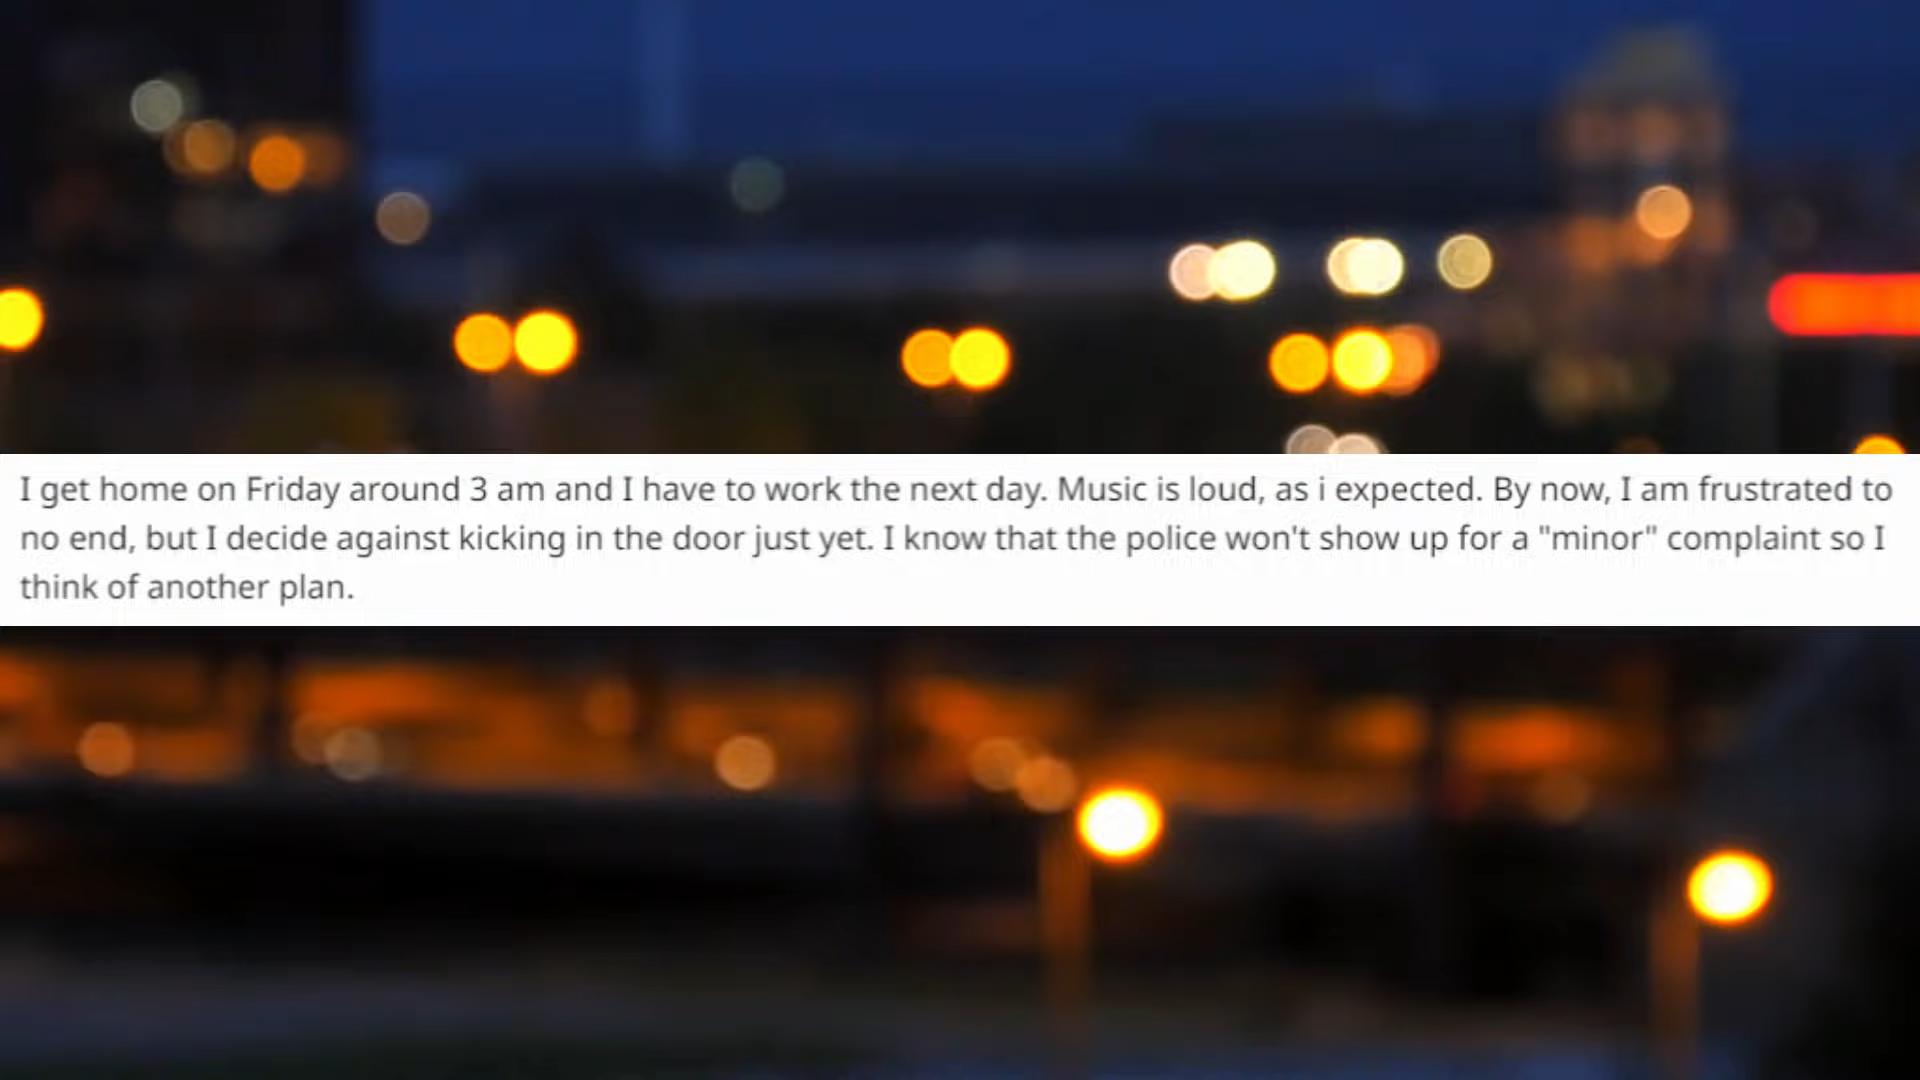 I get home on Friday around 3 am and I have to work the next day. Music is loud, as i expected. By now, I am frustrated to
no end, but I decide against kicking in the door just yet. I know that the police won't show up for a "minor" complaint so I
think of another plan.